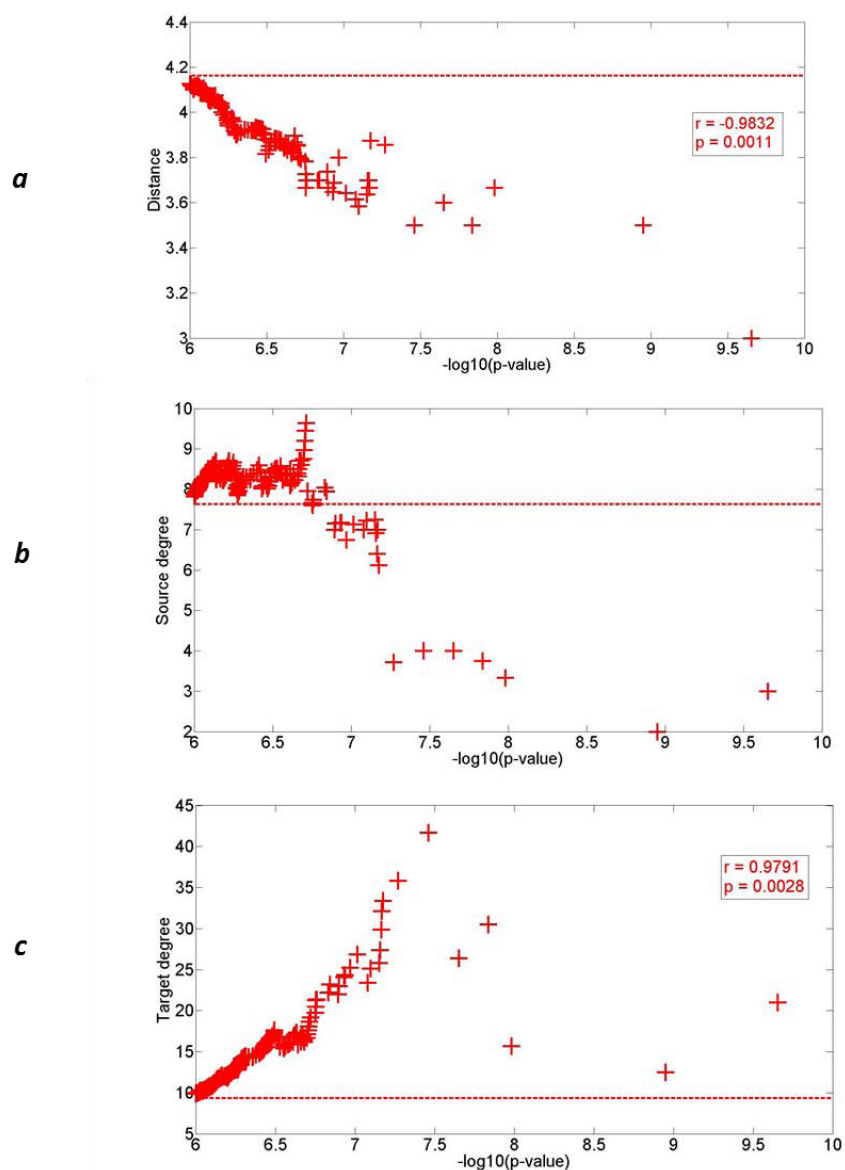 a
Distance
4.4
4.2
4
3.8
3.6
3.4
3.2
3
r = -0.9832
p = 0.0011
6 6.5 7 7.5 8 8.5 9 9.5 10
-log10(p-value)
b
Source degree
10
9
8
7
6
5
4
3
2
6 6.5 7 7.5 8 8.5 9 9.5 10
-log10(p-value)
c
Target degree
45
40
35
30
25
20
15
10
5
r = 0.9791
p = 0.0028
6 6.5 7 7.5 8 8.5 9 9.5 10
-log10(p-value)